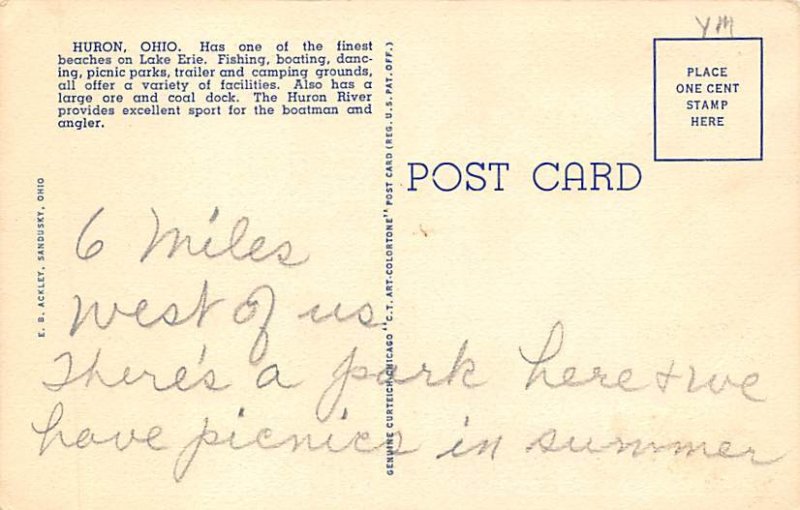 HURON, OHIO. Has one of the finest
beaches on Lake Erie. Fishing, boating, danc-
ing, picnic parks, trailer and camping grounds,
all offer a variety of facilities. Also has a
large ore and coal dock. The Huron River
provides excellent sport for the boatman and
angler.
E. B. ACKLEY, SANDUSKY, OHIO
GENUINE CURTEICH-CHICAGO "C.T. ART-COLORTONE" POST CARD (REG. U.S. PAT. OFF.)
YM
PLACE
ONE CENT
STAMP
HERE
POST CARD
6 Miles
west of us
There's a park here + we
have picnics in summer